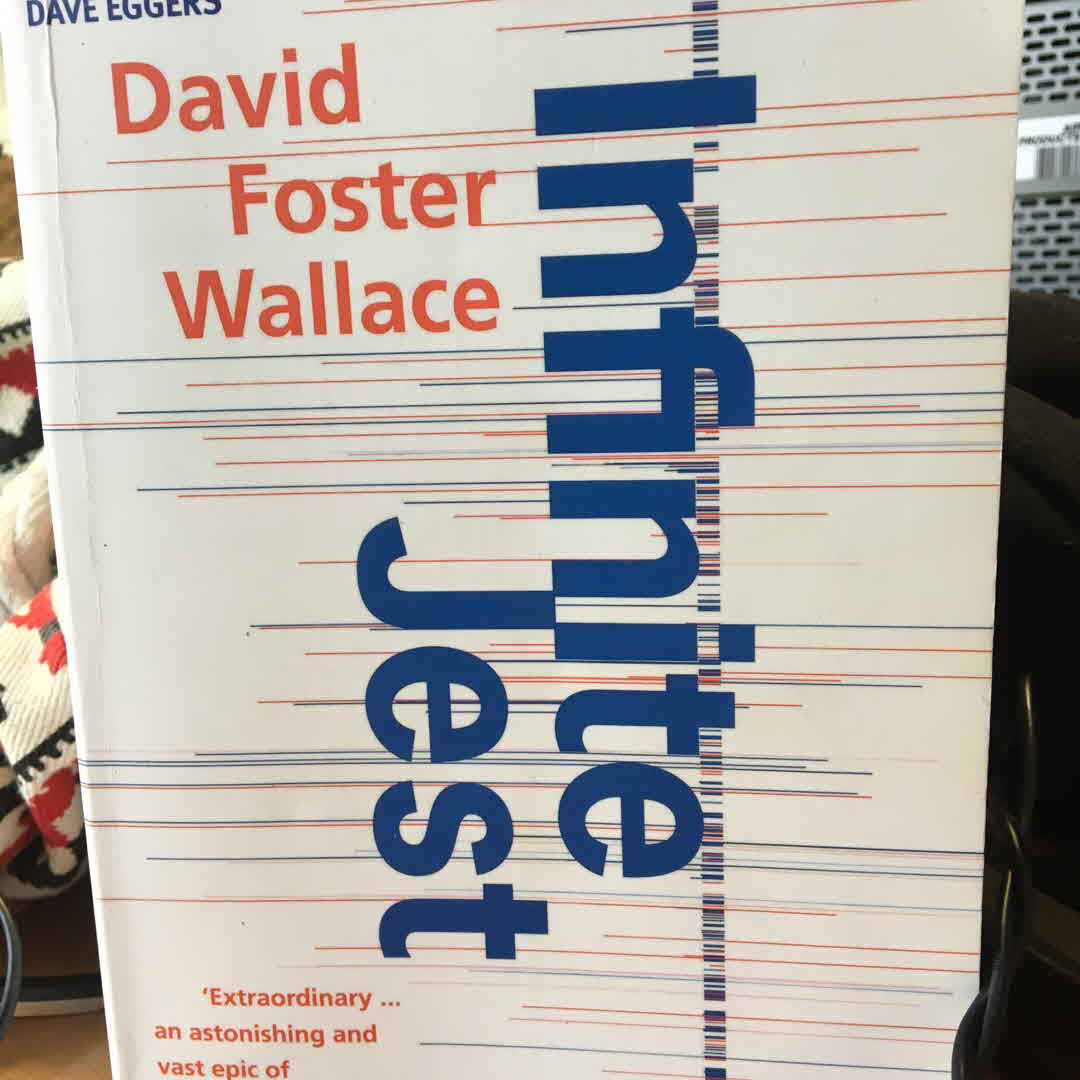 DAVE EGGERS
David
Foster
Wallace
Infinite
Jest
'Extraordinary ...
an astonishing and
vast epic of